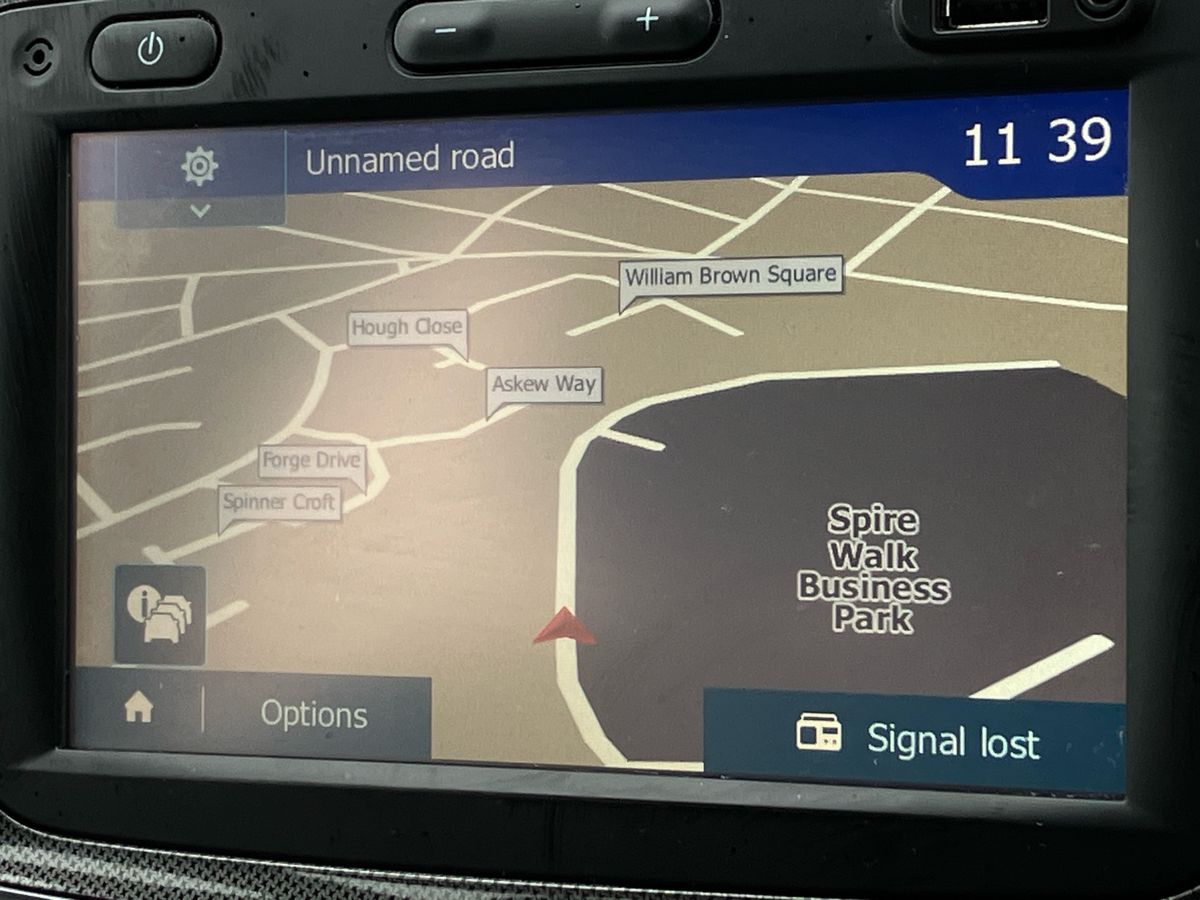 Unnamed road
11 39
William Brown Square
Hough Close
Askew Way
Forge Drive
Spinner Croft
Spire
Walk
Business
Park
Options
Signal lost